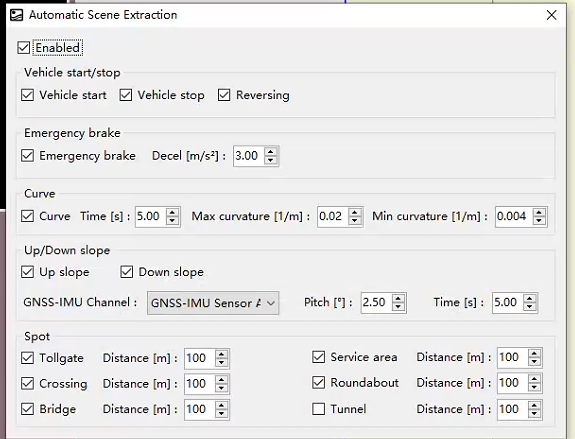 Automatic Scene Extraction
Enabled
Vehicle start/stop
Vehicle start Vehicle stop Reversing
Emergency brake
Emergency brake Decel [m/s²] : 3.00
Curve
Curve Time [s] : 5.00 Max curvature [1/m] : 0.02 Min curvature [1/m] : 0.004
Up/Down slope
Up slope Down slope
GNSS-IMU Channel : GNSS-IMU Sensor Pitch [°] : 2.50 Time [s] : 5.00
Spot
Tollgate Distance [m] : 100 Service area Distance [m] : 100
Crossing Distance [m] : 100 Roundabout Distance [m] : 100
Bridge Distance [m] : 100 Tunnel Distance [m] : 100